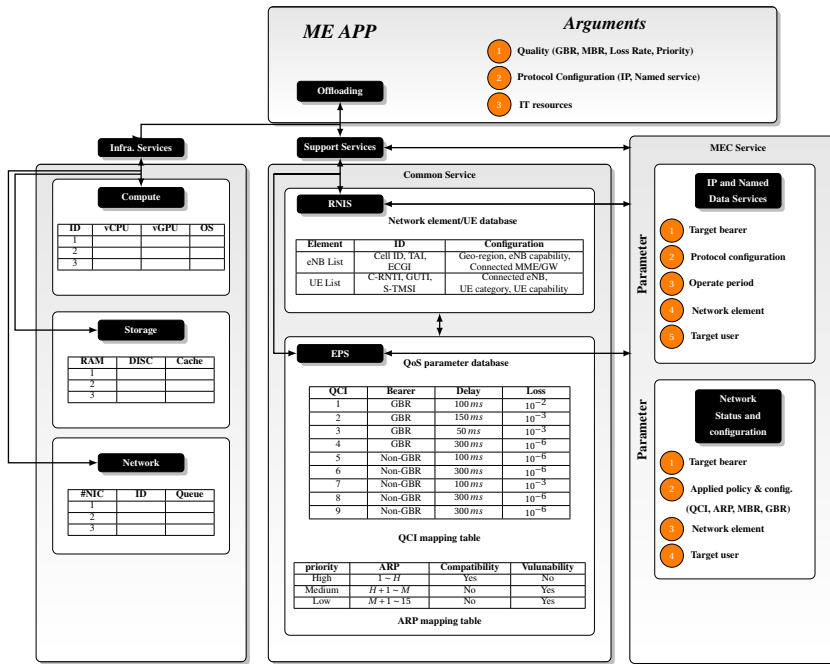 ME APP
Arguments
1 Quality (GBR, MBR, Loss Rate, Priority)
2 Protocol Configuration (IP, Named service)
3 IT resources
Offloading
Infra. Services
Support Services
MEC Service
Compute
ID vCPU vGPU OS
1
2
3
Storage
RAM DISC Cache
1
2
3
Network
#NIC ID Queue
1
2
3
Common Service
RNIS
Network element/UE database
Element ID Configuration
eNB List Cell ID, TAI, ECGI Geo-region, eNB capability, Connected MME/GW
UE List C-RNTI, GUTI, S-TMSI Connected eNB, UE category, UE capability
EPS
QoS parameter database
QCI Bearer Delay Loss
1 GBR 100 ms 10−2
2 GBR 150 ms 10−3
3 GBR 50 ms 10−3
4 GBR 300 ms 10−6
5 Non-GBR 100 ms 10−6
6 Non-GBR 300 ms 10−6
7 Non-GBR 100 ms 10−3
8 Non-GBR 300 ms 10−6
9 Non-GBR 300 ms 10−6
QCI mapping table
priority ARP Compatibility Vulunability
High 1 ~ H Yes No
Medium H + 1 ~ M No Yes
Low M + 1 ~ 15 No Yes
ARP mapping table
Parameter
IP and Named
Data Services
1 Target bearer
2 Protocol configuration
3 Operate period
4 Network element
5 Target user
Parameter
Network
Status and
configuration
1 Target bearer
2 Applied policy & config.
(QCI, ARP, MBR, GBR)
3 Network element
4 Target user